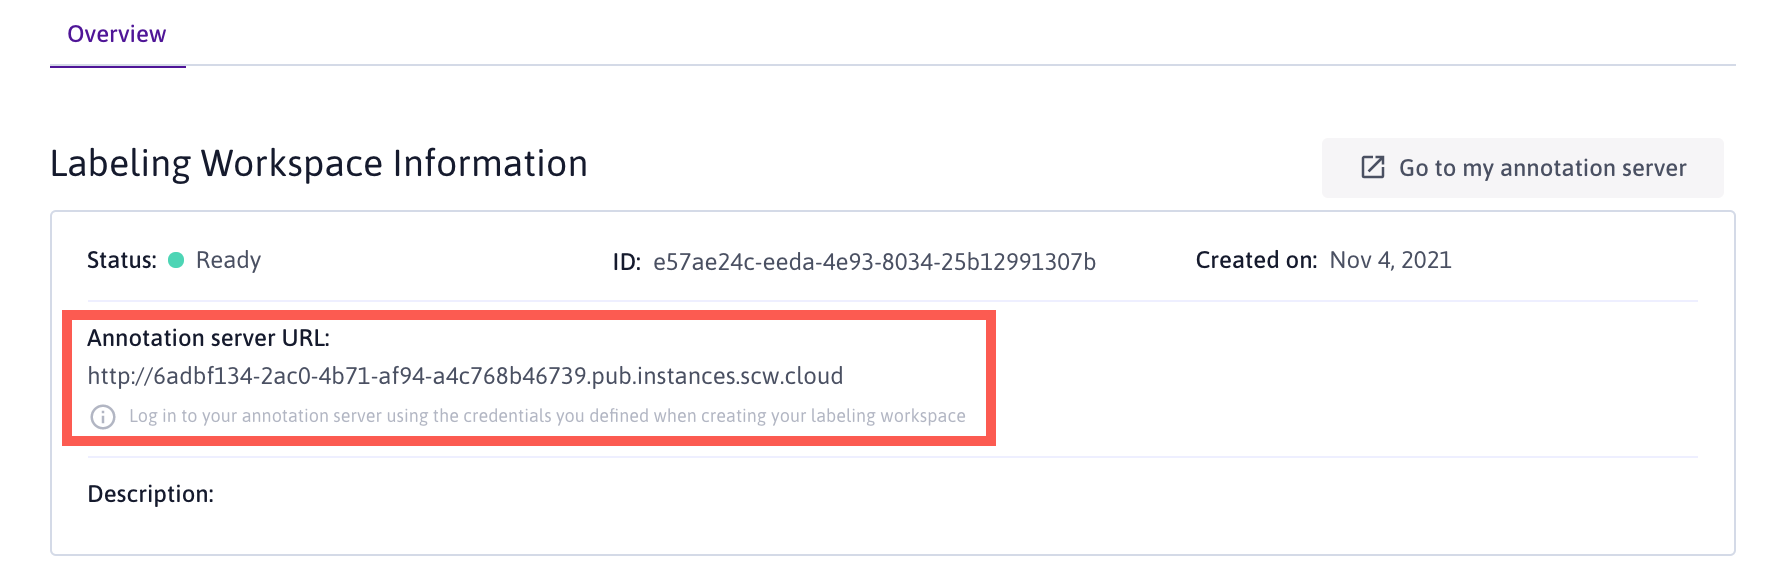 Overview
Labeling Workspace Information
Go to my annotation server
Status: Ready
ID: e57ae24c-eeda-4e93-8034-25b12991307b
Created on: Nov 4, 2021
Annotation server URL:
http://6adbf134-2ac0-4b71-af94-a4c768b46739.pub.instances.scw.cloud
Log in to your annotation server using the credentials you defined when creating your labeling workspace
Description: